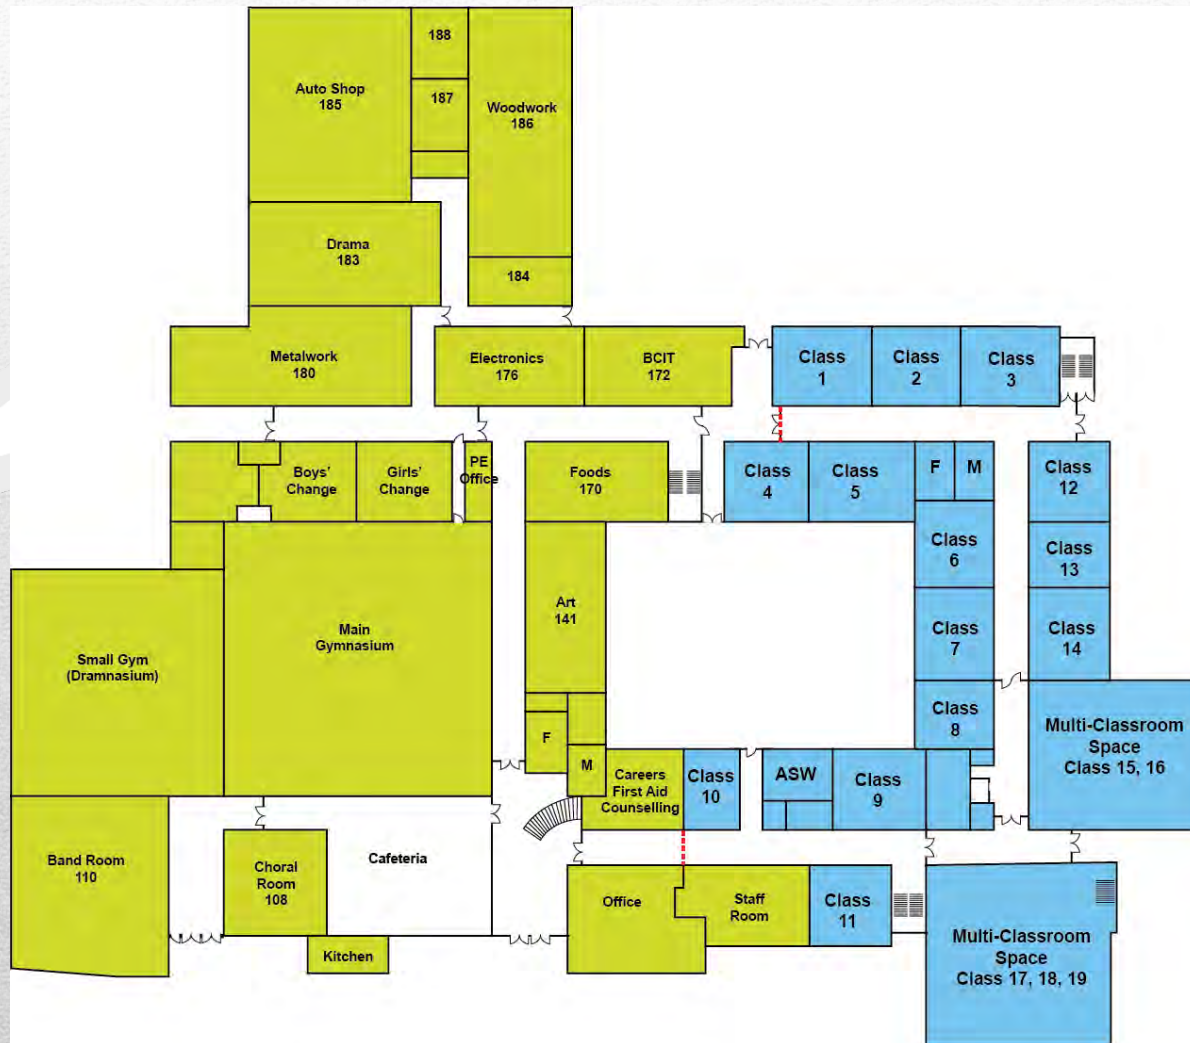 188
Auto Shop
185
187
Woodwork
186
Drama
183
184
Metalwork
180
Electronics
176
BCIT
172
Class
1
Class
2
Class
3
Boys'
Change
Girls'
Change
PE
Office
Foods
170
Class
4
Class
5
F
M
Class
12
Class
6
Class
13
Art
141
Main
Gymnasium
Small Gym
(Dramnasium)
Class
7
Class
14
Class
8
Multi-Classroom
Space
Class 15, 16
F
M
Careers
First Aid
Counselling
Class
10
ASW
Class
9
Band Room
110
Choral
Room
108
Cafeteria
Office
Staff
Room
Class
11
Kitchen
Multi-Classroom
Space
Class 17, 18, 19